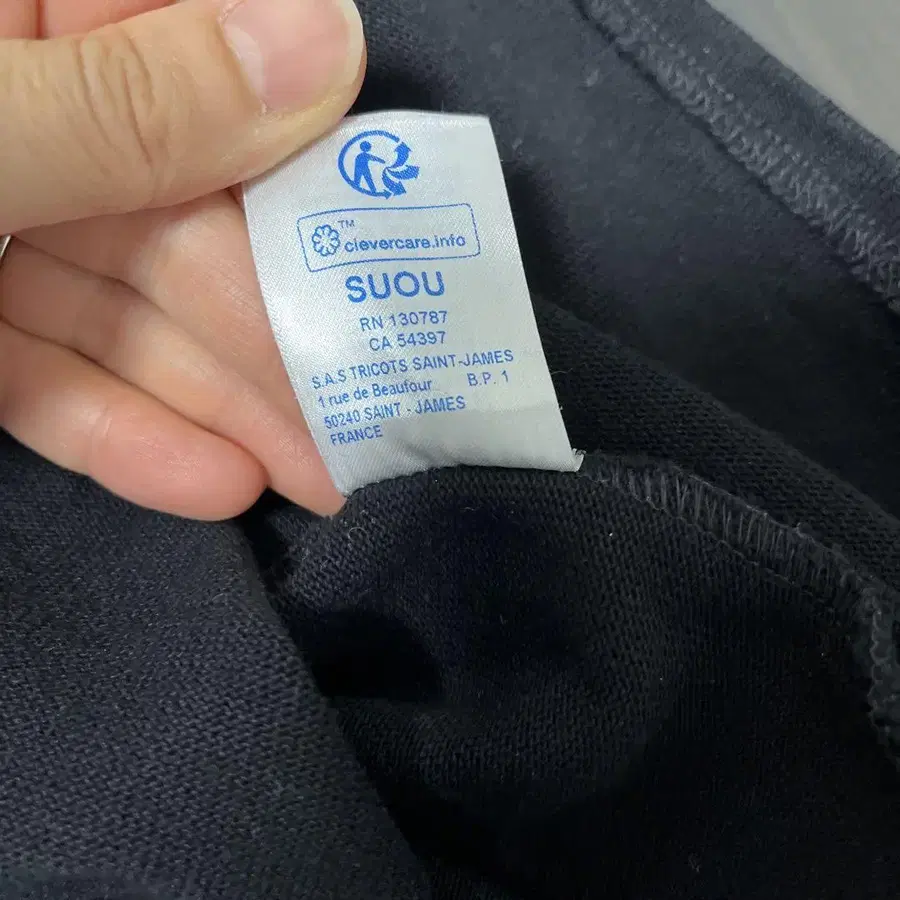 TM
clevercare.info
SUOU
RN 130787
CA 54397
S.A.S TRICOTS SAINT-JAMES
1 rue de Beaufour B.P. 1
50240 SAINT - JAMES
FRANCE